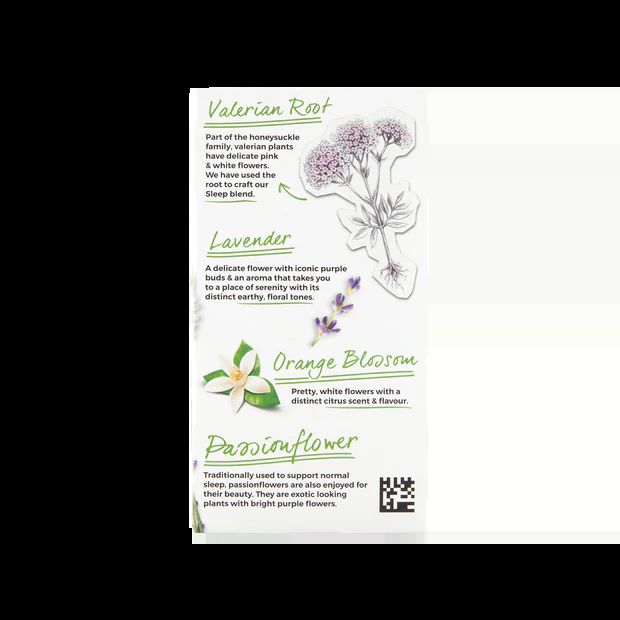 Valerian Root
Part of the honeysuckle
family, valerian plants
have delicate pink
& white flowers.
We have used the
root to craft our
Sleep blend.
Lavender
A delicate flower with iconic purple
buds & an aroma that takes you
to a place of serenity with its
distinct earthy, floral tones.
Orange Blossom
Pretty, white flowers with a
distinct citrus scent & flavour.
Passionflower
Traditionally used to support normal
sleep, passionflowers are also enjoyed for
their beauty. They are exotic looking
plants with bright purple flowers.